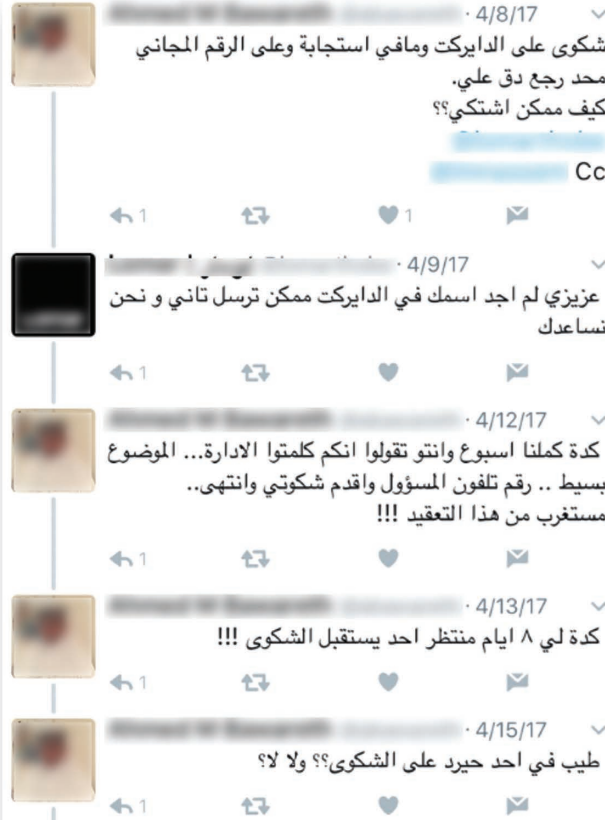 4/8/17
شكوى على الدايركت ومافي استجابة وعلى الرقم المجاني
محد رجع دق علي.
كيف ممكن اشتكي؟؟
Cc
1 1
4/9/17
عزيزي لم اجد اسمك في الدايركت ممكن ترسل تاني و نحن
نساعدك
1
4/12/17
كدة كملنا اسبوع وانتو تقولوا انكم كلمتوا الادارة... الموضوع
بسيط .. رقم تلفون المسؤول واقدم شكوتي وانتهى..
مستغرب من هذا التعقيد !!!
1
4/13/17
كدة لي ٨ ايام منتظر احد يستقبل الشكوى !!!
1
4/15/17
طيب في احد حيرد على الشكوى؟؟ ولا لا؟
1